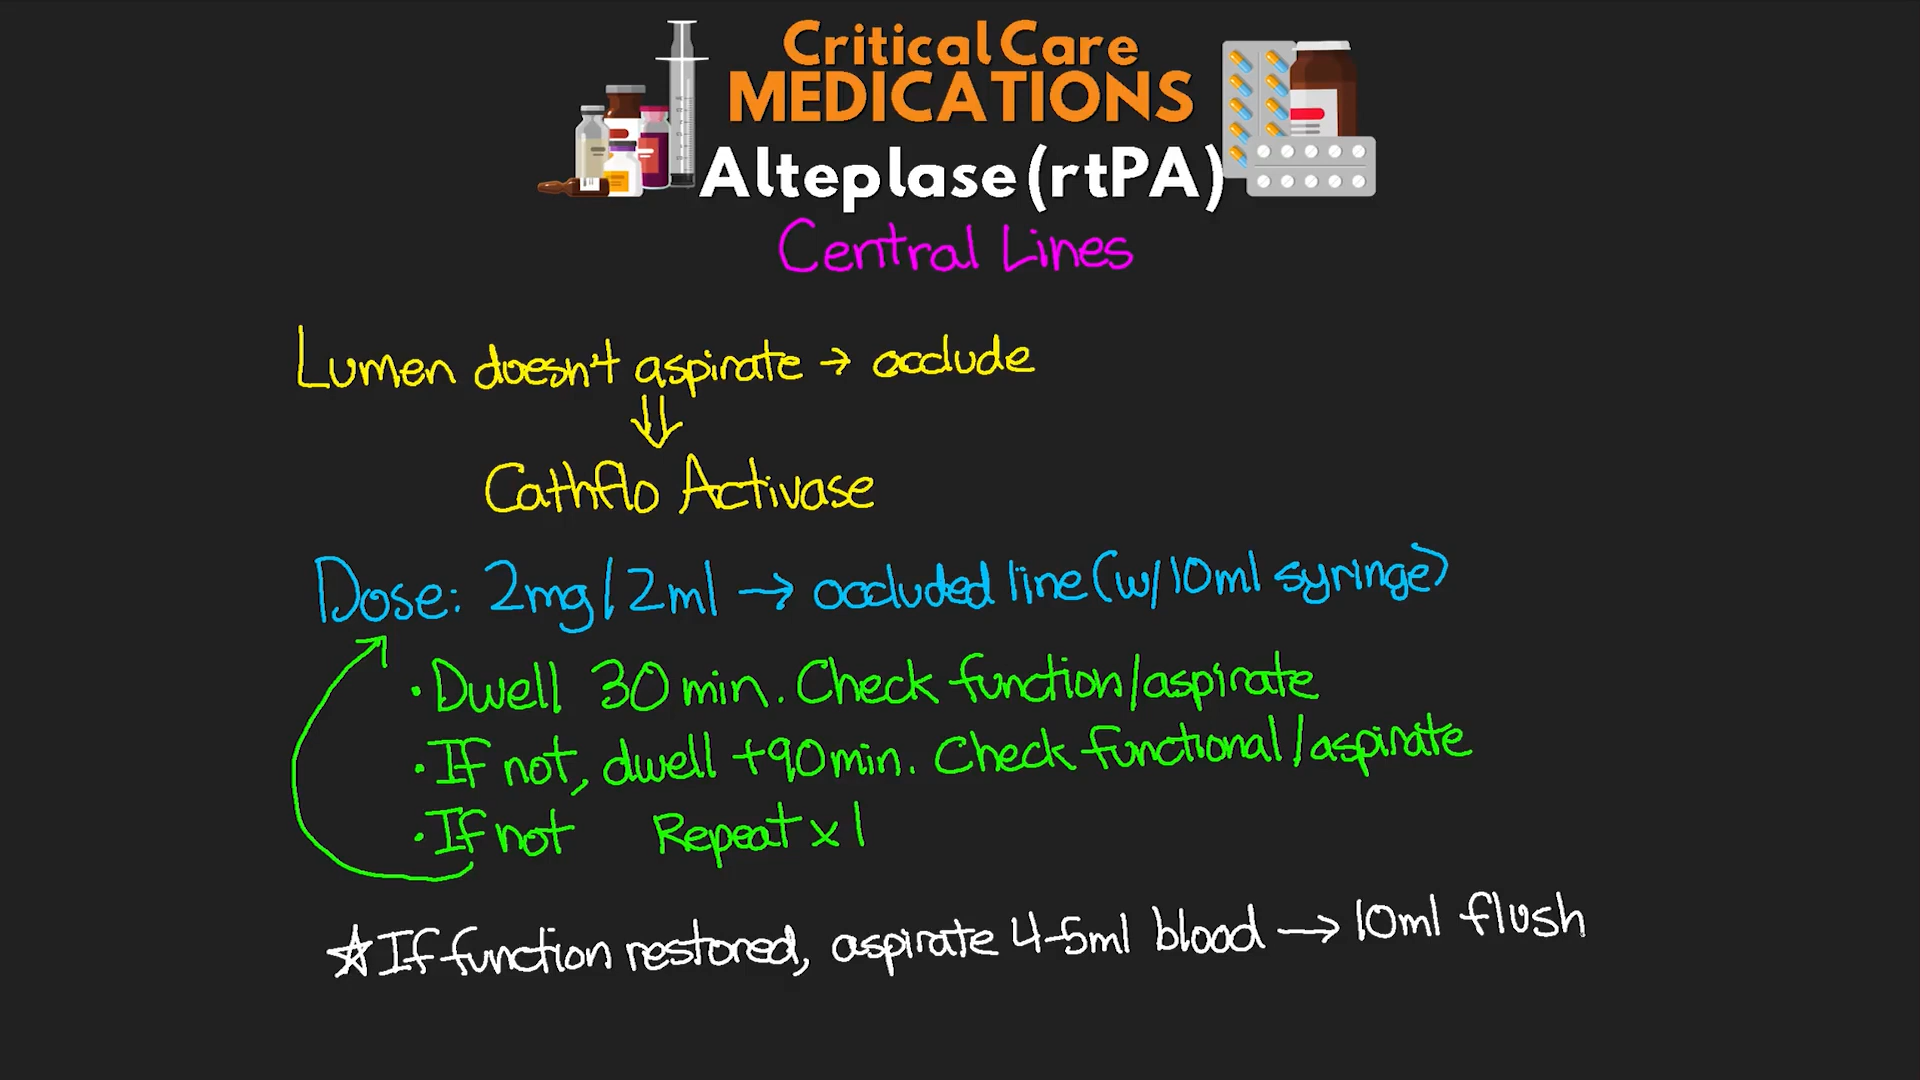 Critical Care
MEDICATIONS
Alteplase (rtPA)
Central Lines
Lumen doesn't aspirate → occlude
⇓
Cathflo Activase
Dose: 2mg/2ml → occluded line (w/ 10ml syringe)
• Dwell 30 min. Check function/aspirate
• If not, dwell +90min. Check functional/aspirate
• If not Repeat x 1
☆ If function restored, aspirate 4-5ml blood → 10ml flush